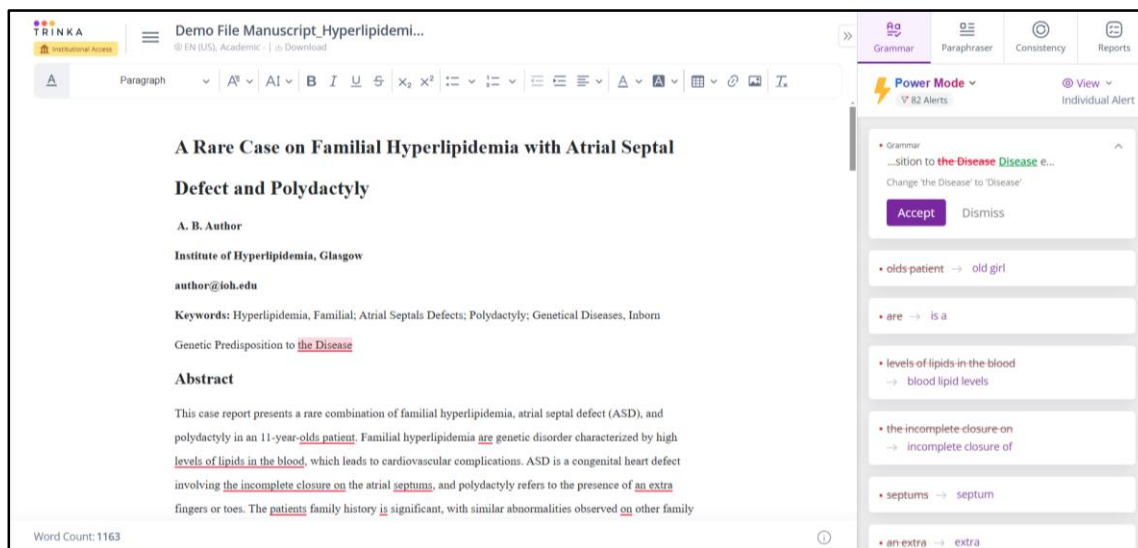 TRINKA
Institutional Access
Demo File Manuscript_Hyperlipidemi...
EN (US), Academic - | Download
Paragraph
Grammar
Paraphraser
Consistency
Reports
Power Mode
82 Alerts
View
Individual Alert
A Rare Case on Familial Hyperlipidemia with Atrial Septal
Defect and Polydactyly
A. B. Author
Institute of Hyperlipidemia, Glasgow
author@ioh.edu
Keywords: Hyperlipidemia, Familial; Atrial Septals Defects; Polydactyly; Genetical Diseases, Inborn
Genetic Predisposition to the Disease
Abstract
This case report presents a rare combination of familial hyperlipidemia, atrial septal defect (ASD), and
polydactyly in an 11-year-olds patient. Familial hyperlipidemia are genetic disorder characterized by high
levels of lipids in the blood, which leads to cardiovascular complications. ASD is a congenital heart defect
involving the incomplete closure on the atrial septums, and polydactyly refers to the presence of an extra
fingers or toes. The patients family history is significant, with similar abnormalities observed on other family
Word Count: 1163
Grammar
...sition to the Disease Disease e...
Change 'the Disease' to 'Disease'
Accept Dismiss
olds patient → old girl
are → is a
levels of lipids in the blood
→ blood lipid levels
the incomplete closure on
→ incomplete closure of
septums → septum
an extra → extra